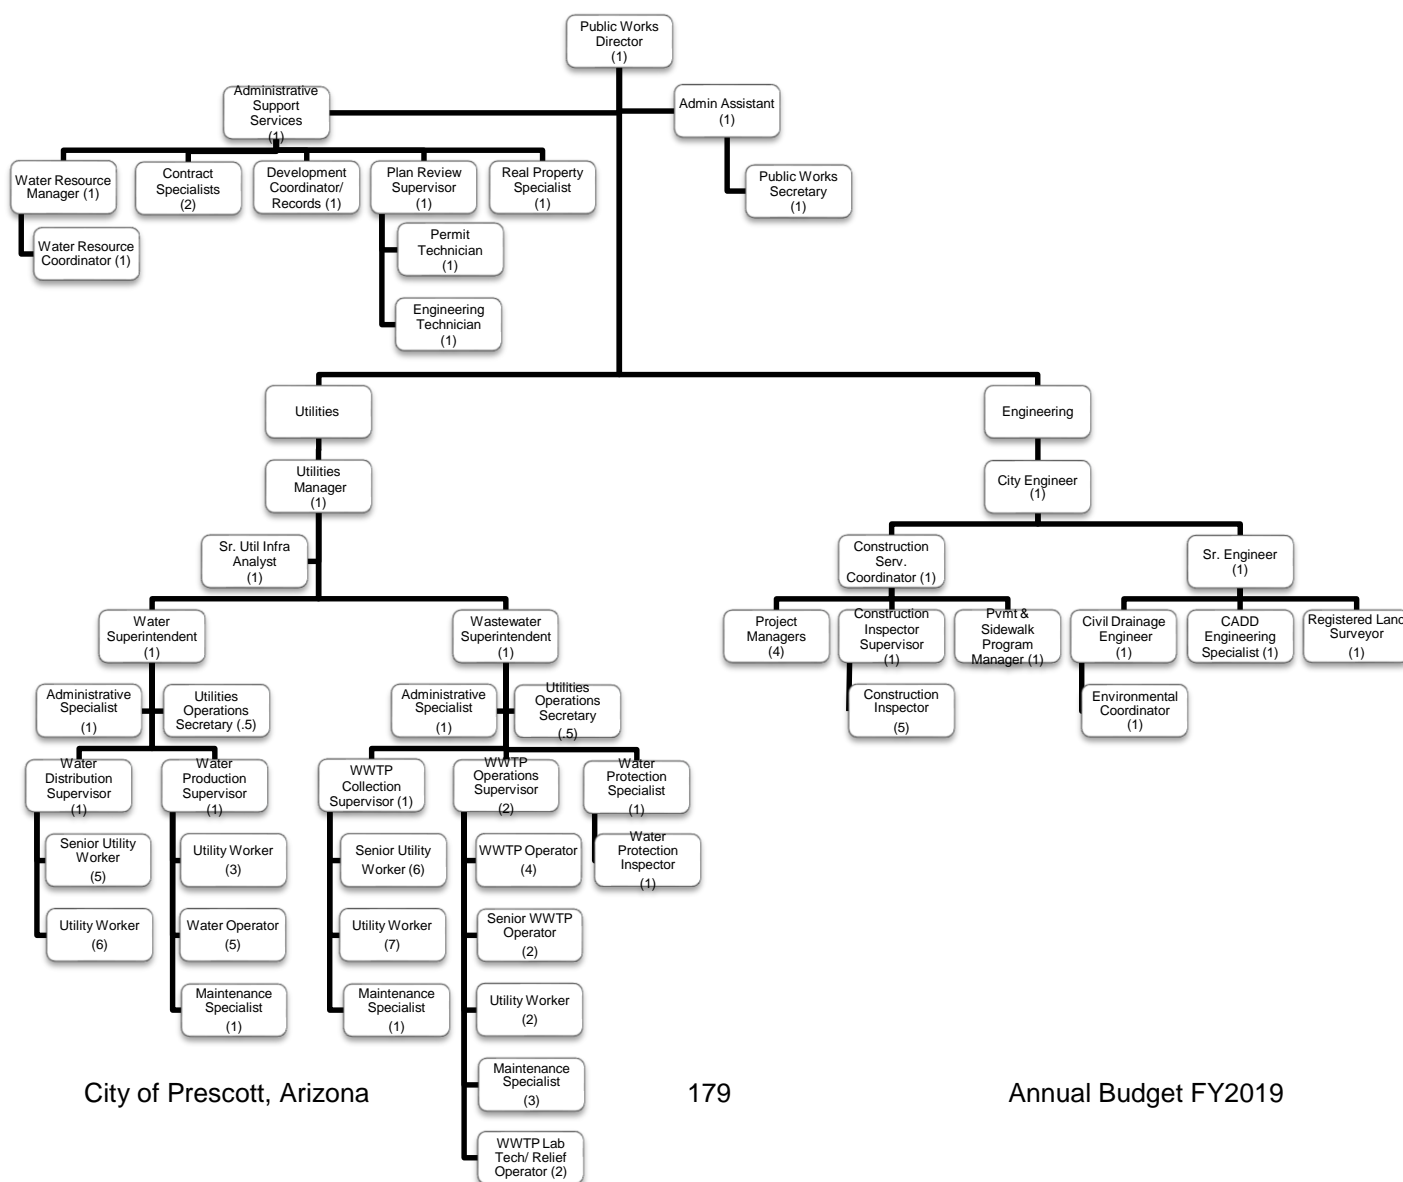 Public Works
Director
(1)
Administrative
Support
Services
(1)
Admin Assistant
(1)
Water Resource
Manager (1)
Contract
Specialists
(2)
Development
Coordinator/
Records (1)
Plan Review
Supervisor
(1)
Real Property
Specialist
(1)
Public Works
Secretary
(1)
Water Resource
Coordinator (1)
Permit
Technician
(1)
Engineering
Technician
(1)
Utilities
Engineering
Utilities
Manager
(1)
City Engineer
(1)
Sr. Util Infra
Analyst
(1)
Construction
Serv.
Coordinator (1)
Sr. Engineer
(1)
Water
Superintendent
(1)
Wastewater
Superintendent
(1)
Project
Managers
(4)
Construction
Inspector
Supervisor
(1)
Pvmt &
Sidewalk
Program
Manager (1)
Civil Drainage
Engineer
(1)
CADD
Engineering
Specialist (1)
Registered Land
Surveyor
(1)
Administrative
Specialist
(1)
Utilities
Operations
Secretary (.5)
Administrative
Specialist
(1)
Utilities
Operations
Secretary
(.5)
Construction
Inspector
(5)
Environmental
Coordinator
(1)
Water
Distribution
Supervisor
(1)
Water
Production
Supervisor
(1)
WWTP
Collection
Supervisor (1)
WWTP
Operations
Supervisor
(2)
Water
Protection
Specialist
(1)
Senior Utility
Worker
(5)
Utility Worker
(3)
Senior Utility
Worker (6)
WWTP Operator
(4)
Water
Protection
Inspector
(1)
Utility Worker
(6)
Water Operator
(5)
Utility Worker
(7)
Senior WWTP
Operator
(2)
Maintenance
Specialist
(1)
Maintenance
Specialist
(1)
Utility Worker
(2)
Maintenance
Specialist
(3)
WWTP Lab
Tech/ Relief
Operator (2)
City of Prescott, Arizona
179
Annual Budget FY2019